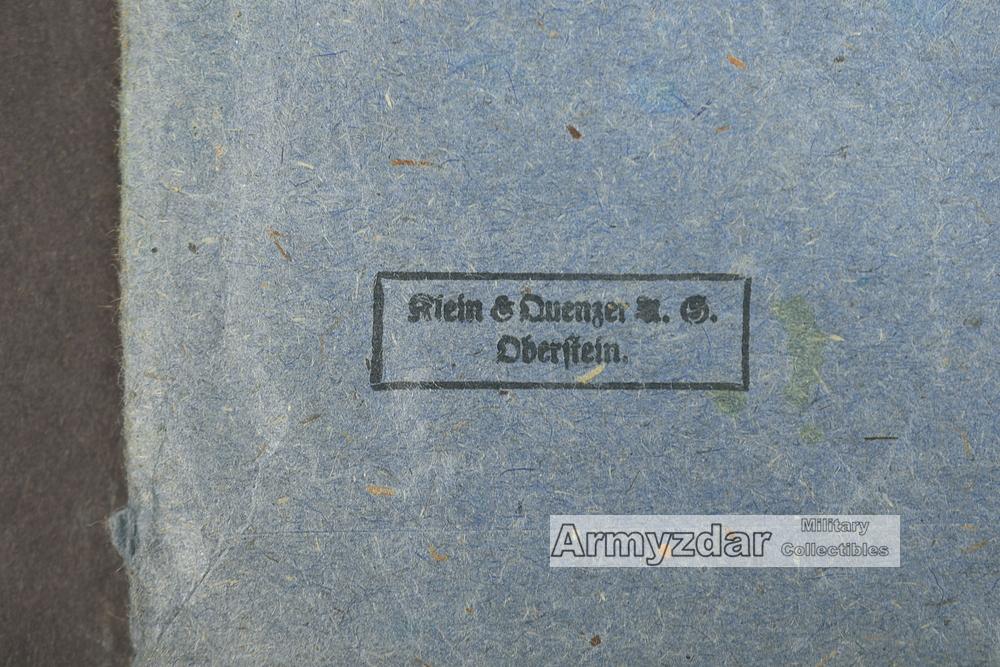 Klein & Quenzer A. G.
Oberstein.
Armyzdar
Military
Collectibles